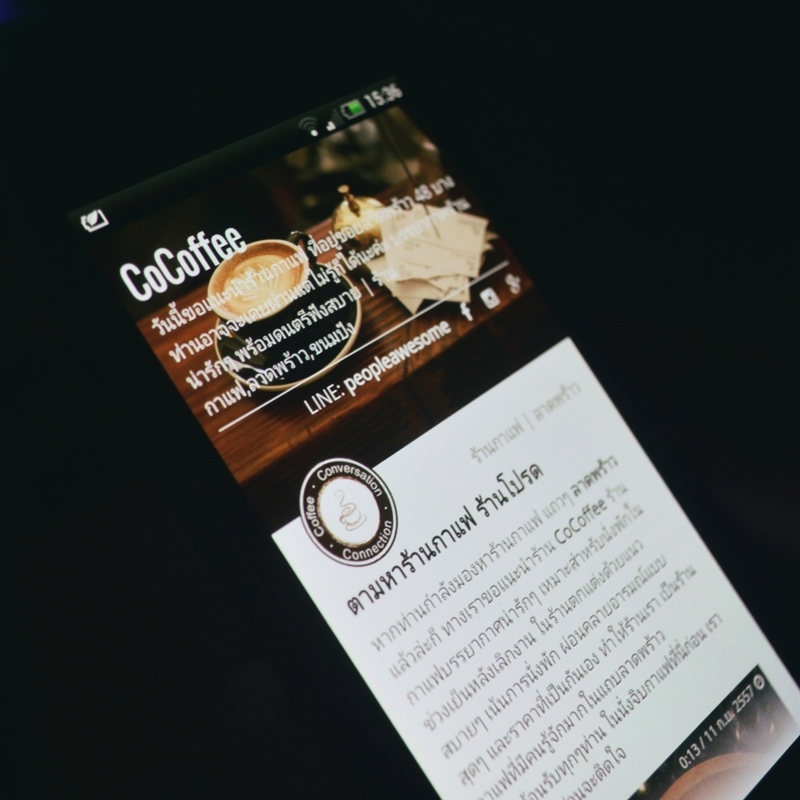 15:36
CoCoffee
วันนี้ขอแนะนำร้านกาแฟ ที่อยู่ซอยลาดพร้าว 48 บาง
ท่านอาจจะเคยผ่านแต่ไม่รู้ก็ได้นะค่ะ บรรยากาศร้าน
น่ารักๆ พร้อมดนตรีฟังสบาย | ร้าน
กาแฟ,ลาดพร้าว,ขนมปัง
LINE: peopleawesome
ร้านกาแฟ | ลาดพร้าว
Coffee · Conversation · Connection ·
ตามหาร้านกาแฟ ร้านโปรด
หากท่านกำลังมองหาร้านกาแฟ แถวๆ ลาดพร้าว
แล้วล่ะก็ ทางเราขอแนะนำร้าน CoCoffee ร้าน
กาแฟบรรยากาศน่ารักๆ เหมาะสำหรับนั่งพักใน
ช่วงเย็นหลังเลิกงาน ในร้านตกแต่งด้วยแนว
สบายๆ เน้นการนั่งพัก ผ่อนคลายอารมณ์แบบ
สุดๆ และราคาที่เป็นกันเอง ทำให้ร้านเรา เป็นร้าน
กาแฟที่มีคนรู้จักมากในแถบลาดพร้าว
ต้อนรับทุกๆท่าน ในนั่งจิบกาแฟที่นี่ก่อน เรา
จะติดใจ
0:13 / 11 ก.ย. 2557